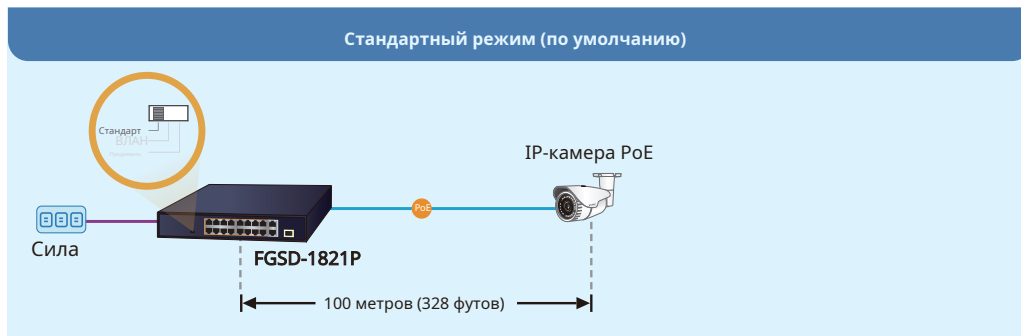 Стандартный режим (по умолчанию)
Стандарт
ВЛАН
IP-камера PoE
PoE
Сила
FGSD-1821P
100 метров (328 футов)